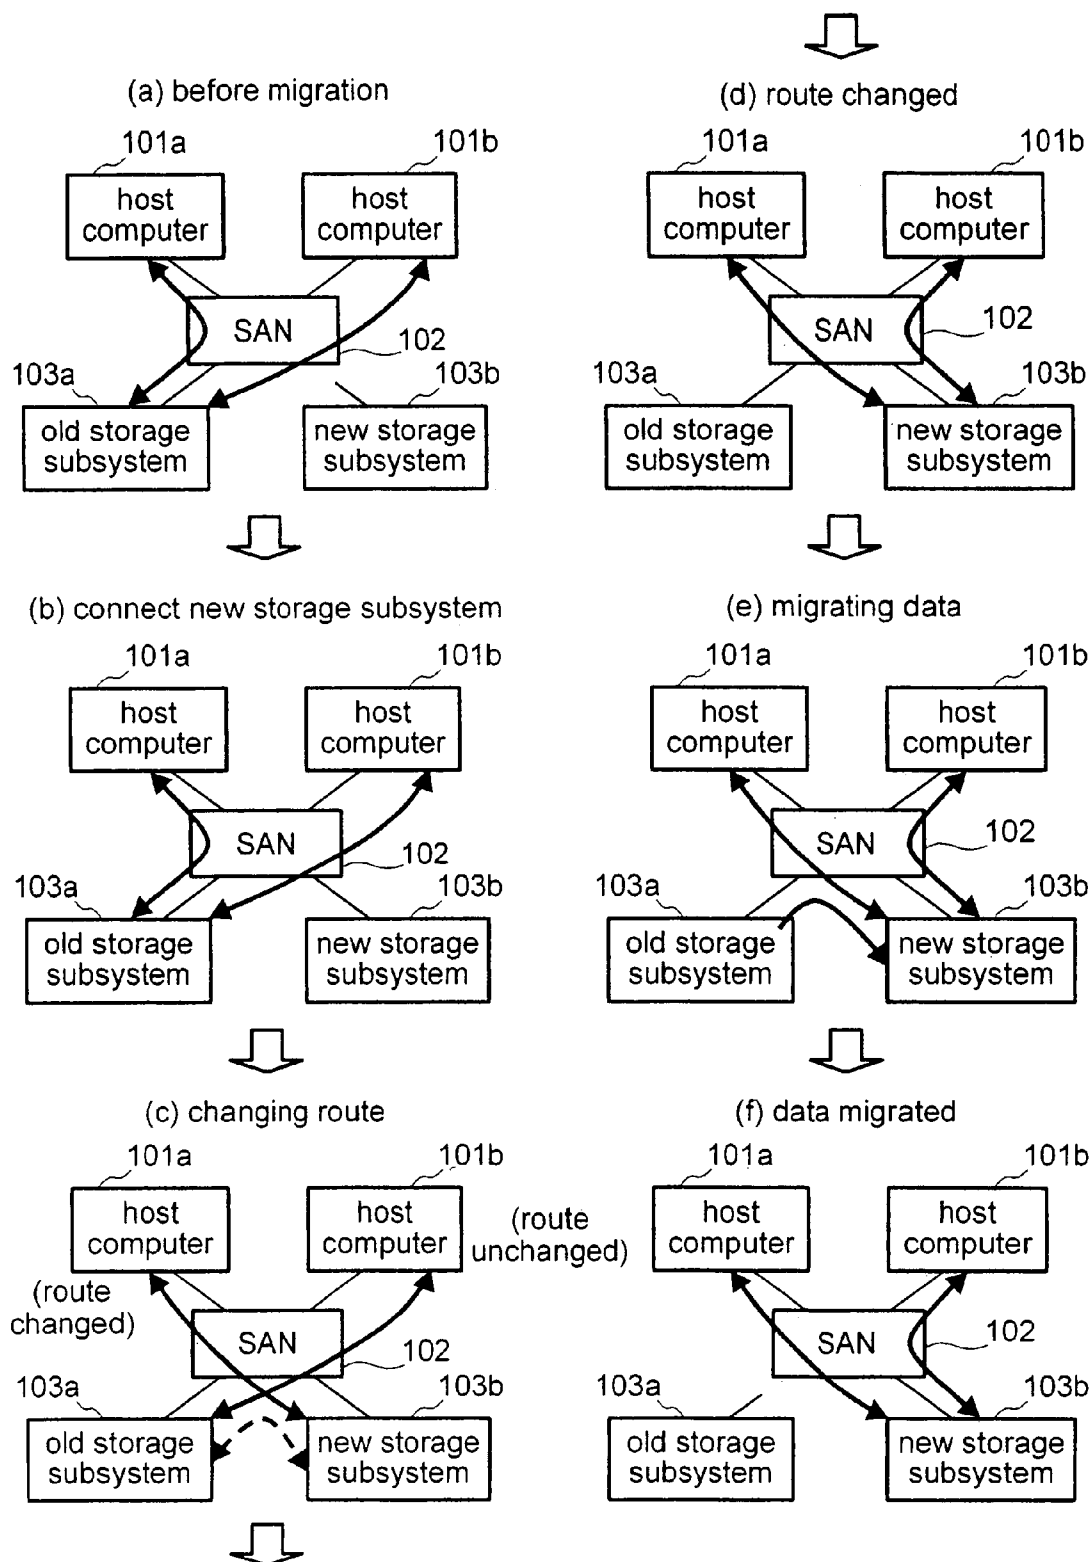 (a) before migration
101a
101b
host
computer
host
computer
SAN
102
103a
103b
old storage
subsystem
new storage
subsystem
(b) connect new storage subsystem
101a
101b
host
computer
host
computer
SAN
102
103a
103b
old storage
subsystem
new storage
subsystem
(c) changing route
101a
101b
host
computer
host
computer
(route
unchanged)
(route
changed)
SAN
102
103a
103b
old storage
subsystem
new storage
subsystem
(d) route changed
101a
101b
host
computer
host
computer
SAN
102
103a
103b
old storage
subsystem
new storage
subsystem
(e) migrating data
101a
101b
host
computer
host
computer
SAN
102
103a
103b
old storage
subsystem
new storage
subsystem
(f) data migrated
101a
101b
host
computer
host
computer
SAN
102
103a
103b
old storage
subsystem
new storage
subsystem